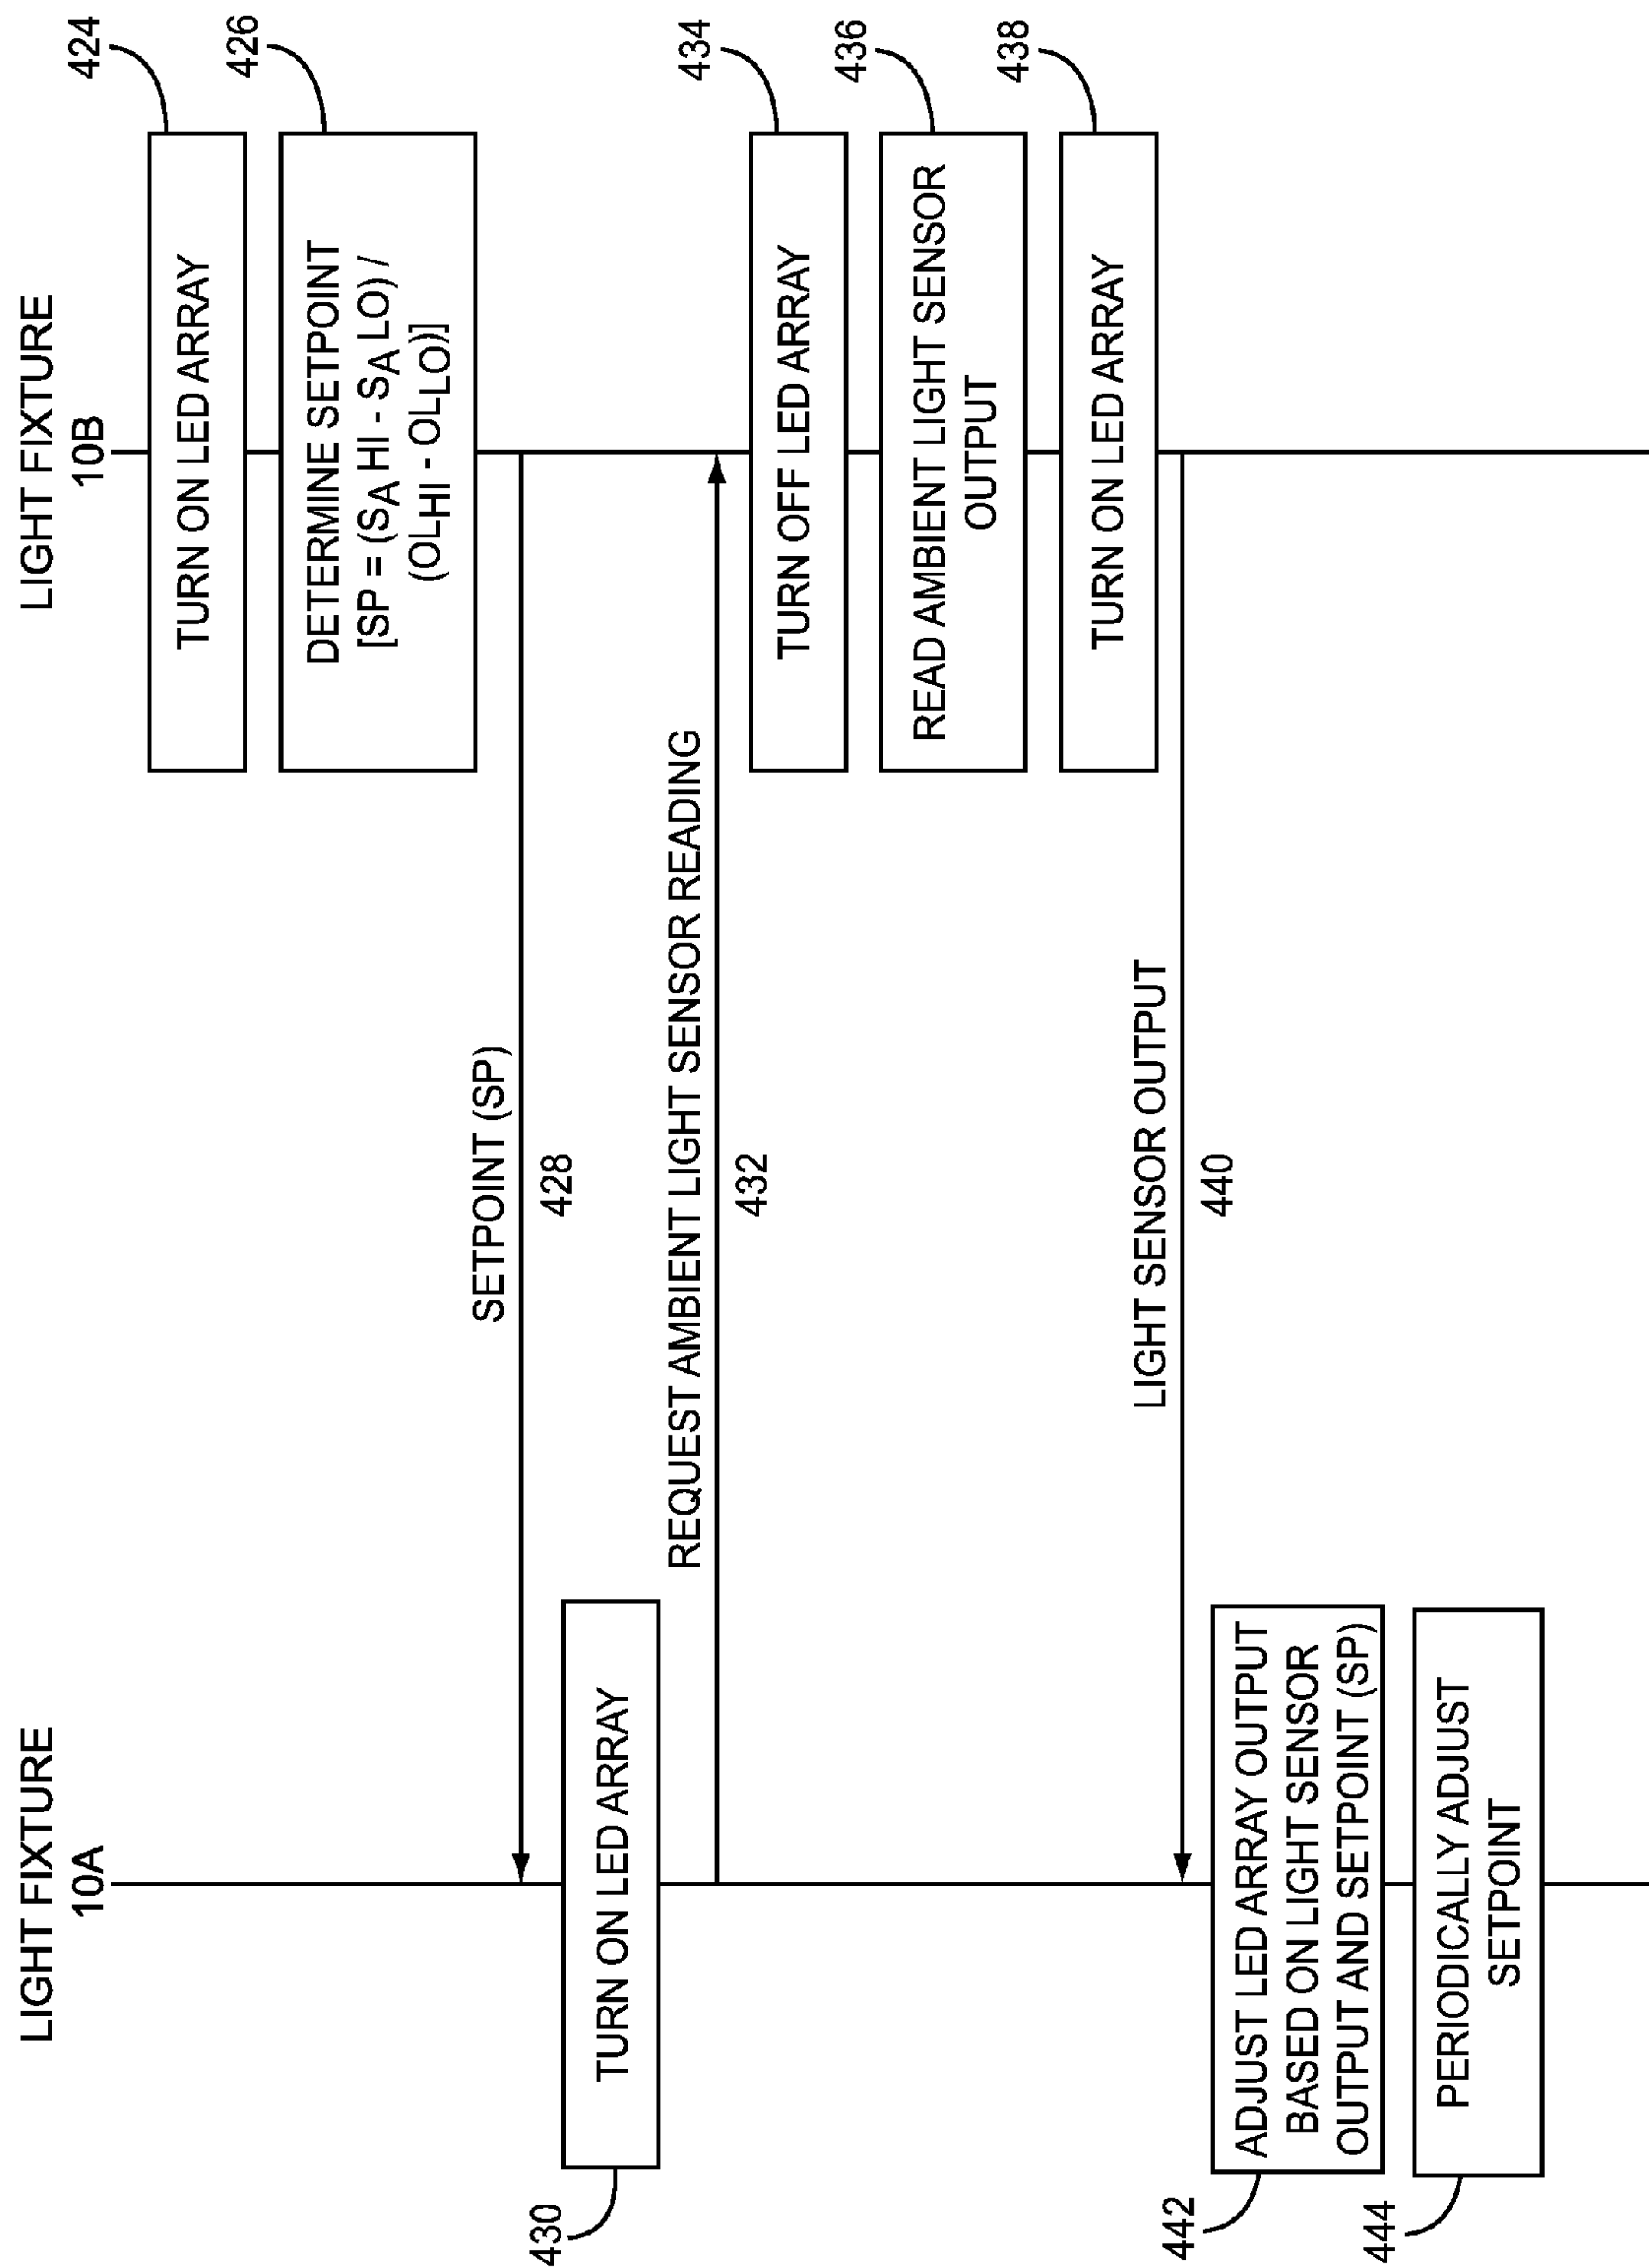 LIGHT FIXTURE
10A
LIGHT FIXTURE
10B
TURN ON LED ARRAY
424
DETERMINE SETPOINT
[SP = (SA HI - SA LO) /
(OLHI - OLLO)]
426
SETPOINT (SP)
428
TURN ON LED ARRAY
430
REQUEST AMBIENT LIGHT SENSOR READING
432
TURN OFF LED ARRAY
434
READ AMBIENT LIGHT SENSOR
OUTPUT
436
TURN ON LED ARRAY
438
LIGHT SENSOR OUTPUT
440
ADJUST LED ARRAY OUTPUT
BASED ON LIGHT SENSOR
OUTPUT AND SETPOINT (SP)
442
PERIODICALLY ADJUST
SETPOINT
444